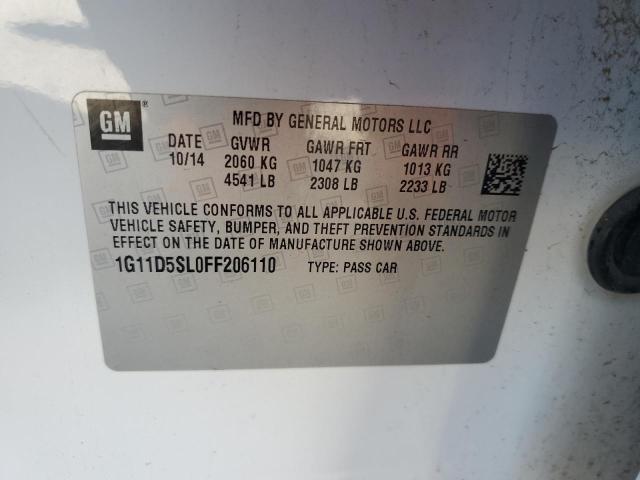 GM®
MFD BY GENERAL MOTORS LLC
DATE GVWR GAWR FRT GAWR RR
10/14 2060 KG 1047 KG 1013 KG
4541 LB 2308 LB 2233 LB
THIS VEHICLE CONFORMS TO ALL APPLICABLE U.S. FEDERAL MOTOR
VEHICLE SAFETY, BUMPER, AND THEFT PREVENTION STANDARDS IN
EFFECT ON THE DATE OF MANUFACTURE SHOWN ABOVE.
1G11D5SL0FF206110 TYPE: PASS CAR